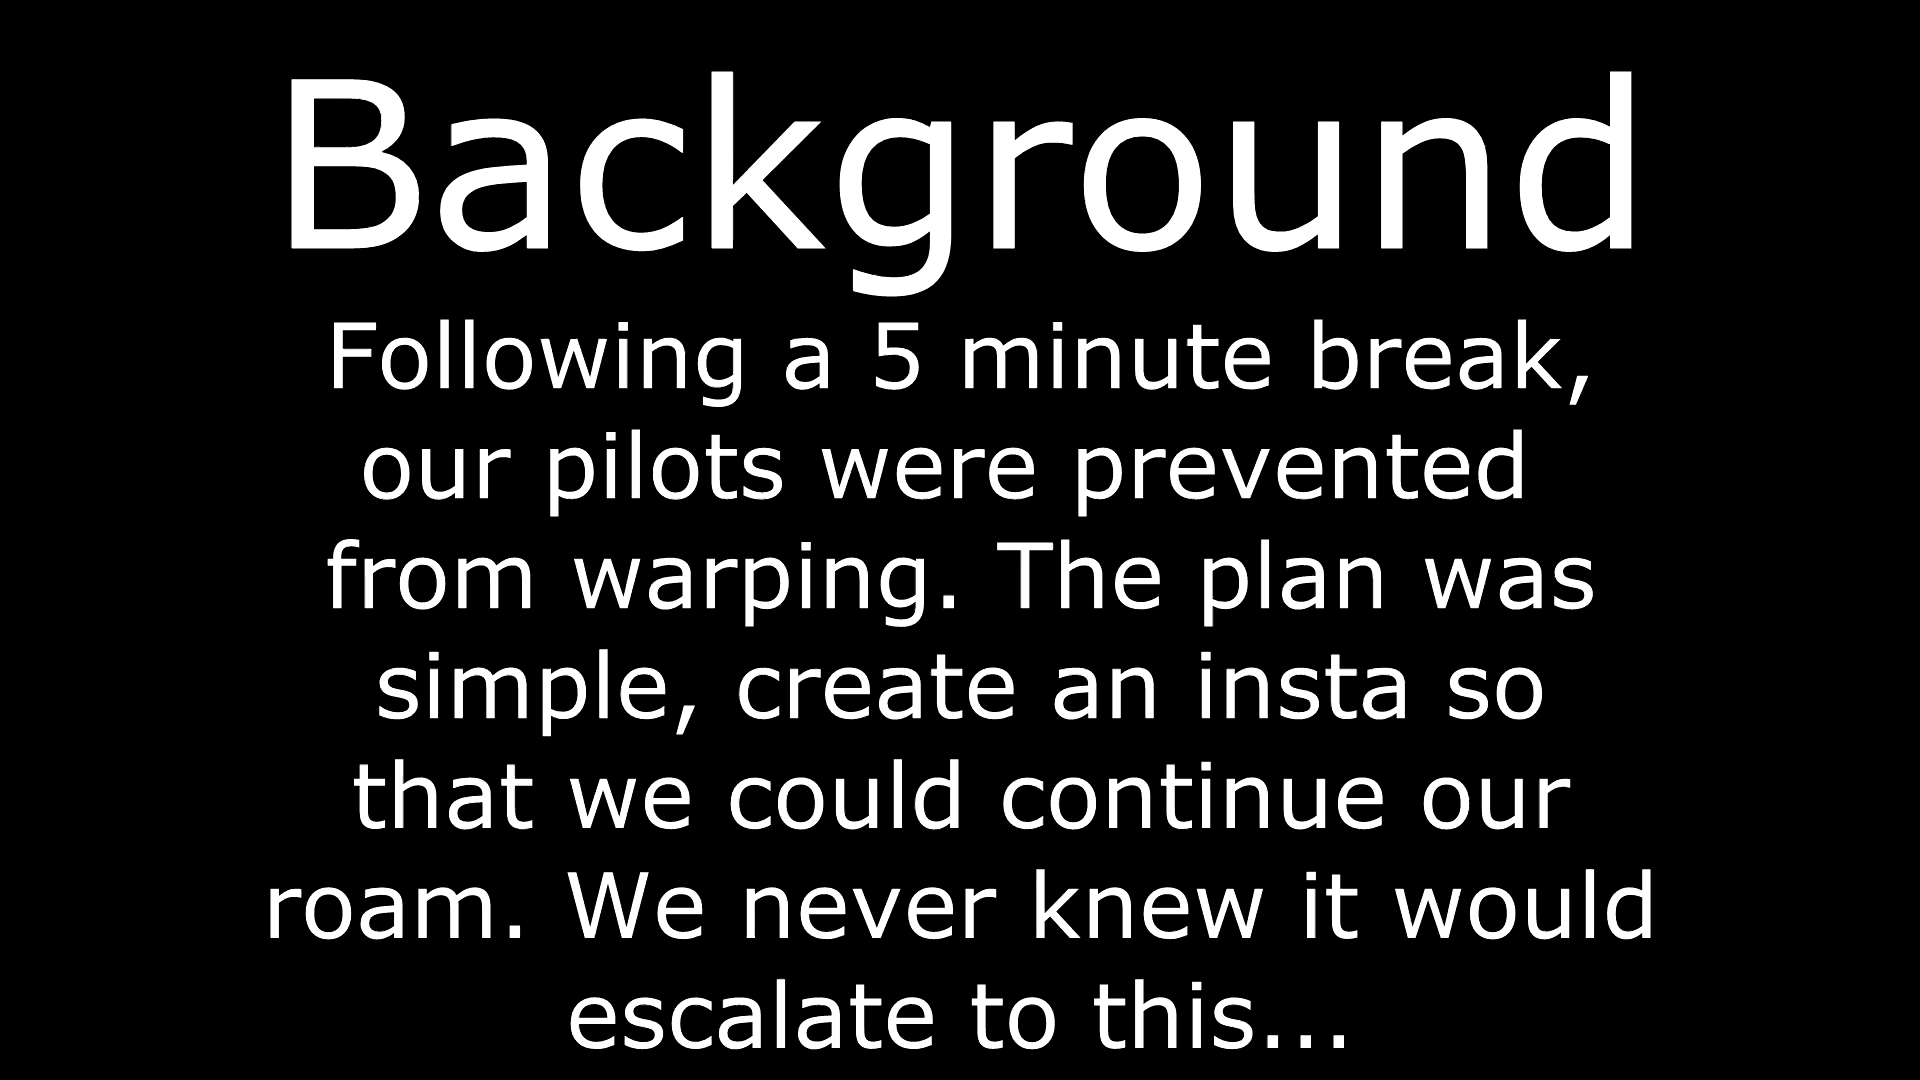 Background
Following a 5 minute break,
our pilots were prevented
from warping. The plan was
simple, create an insta so
that we could continue our
roam. We never knew it would
escalate to this...